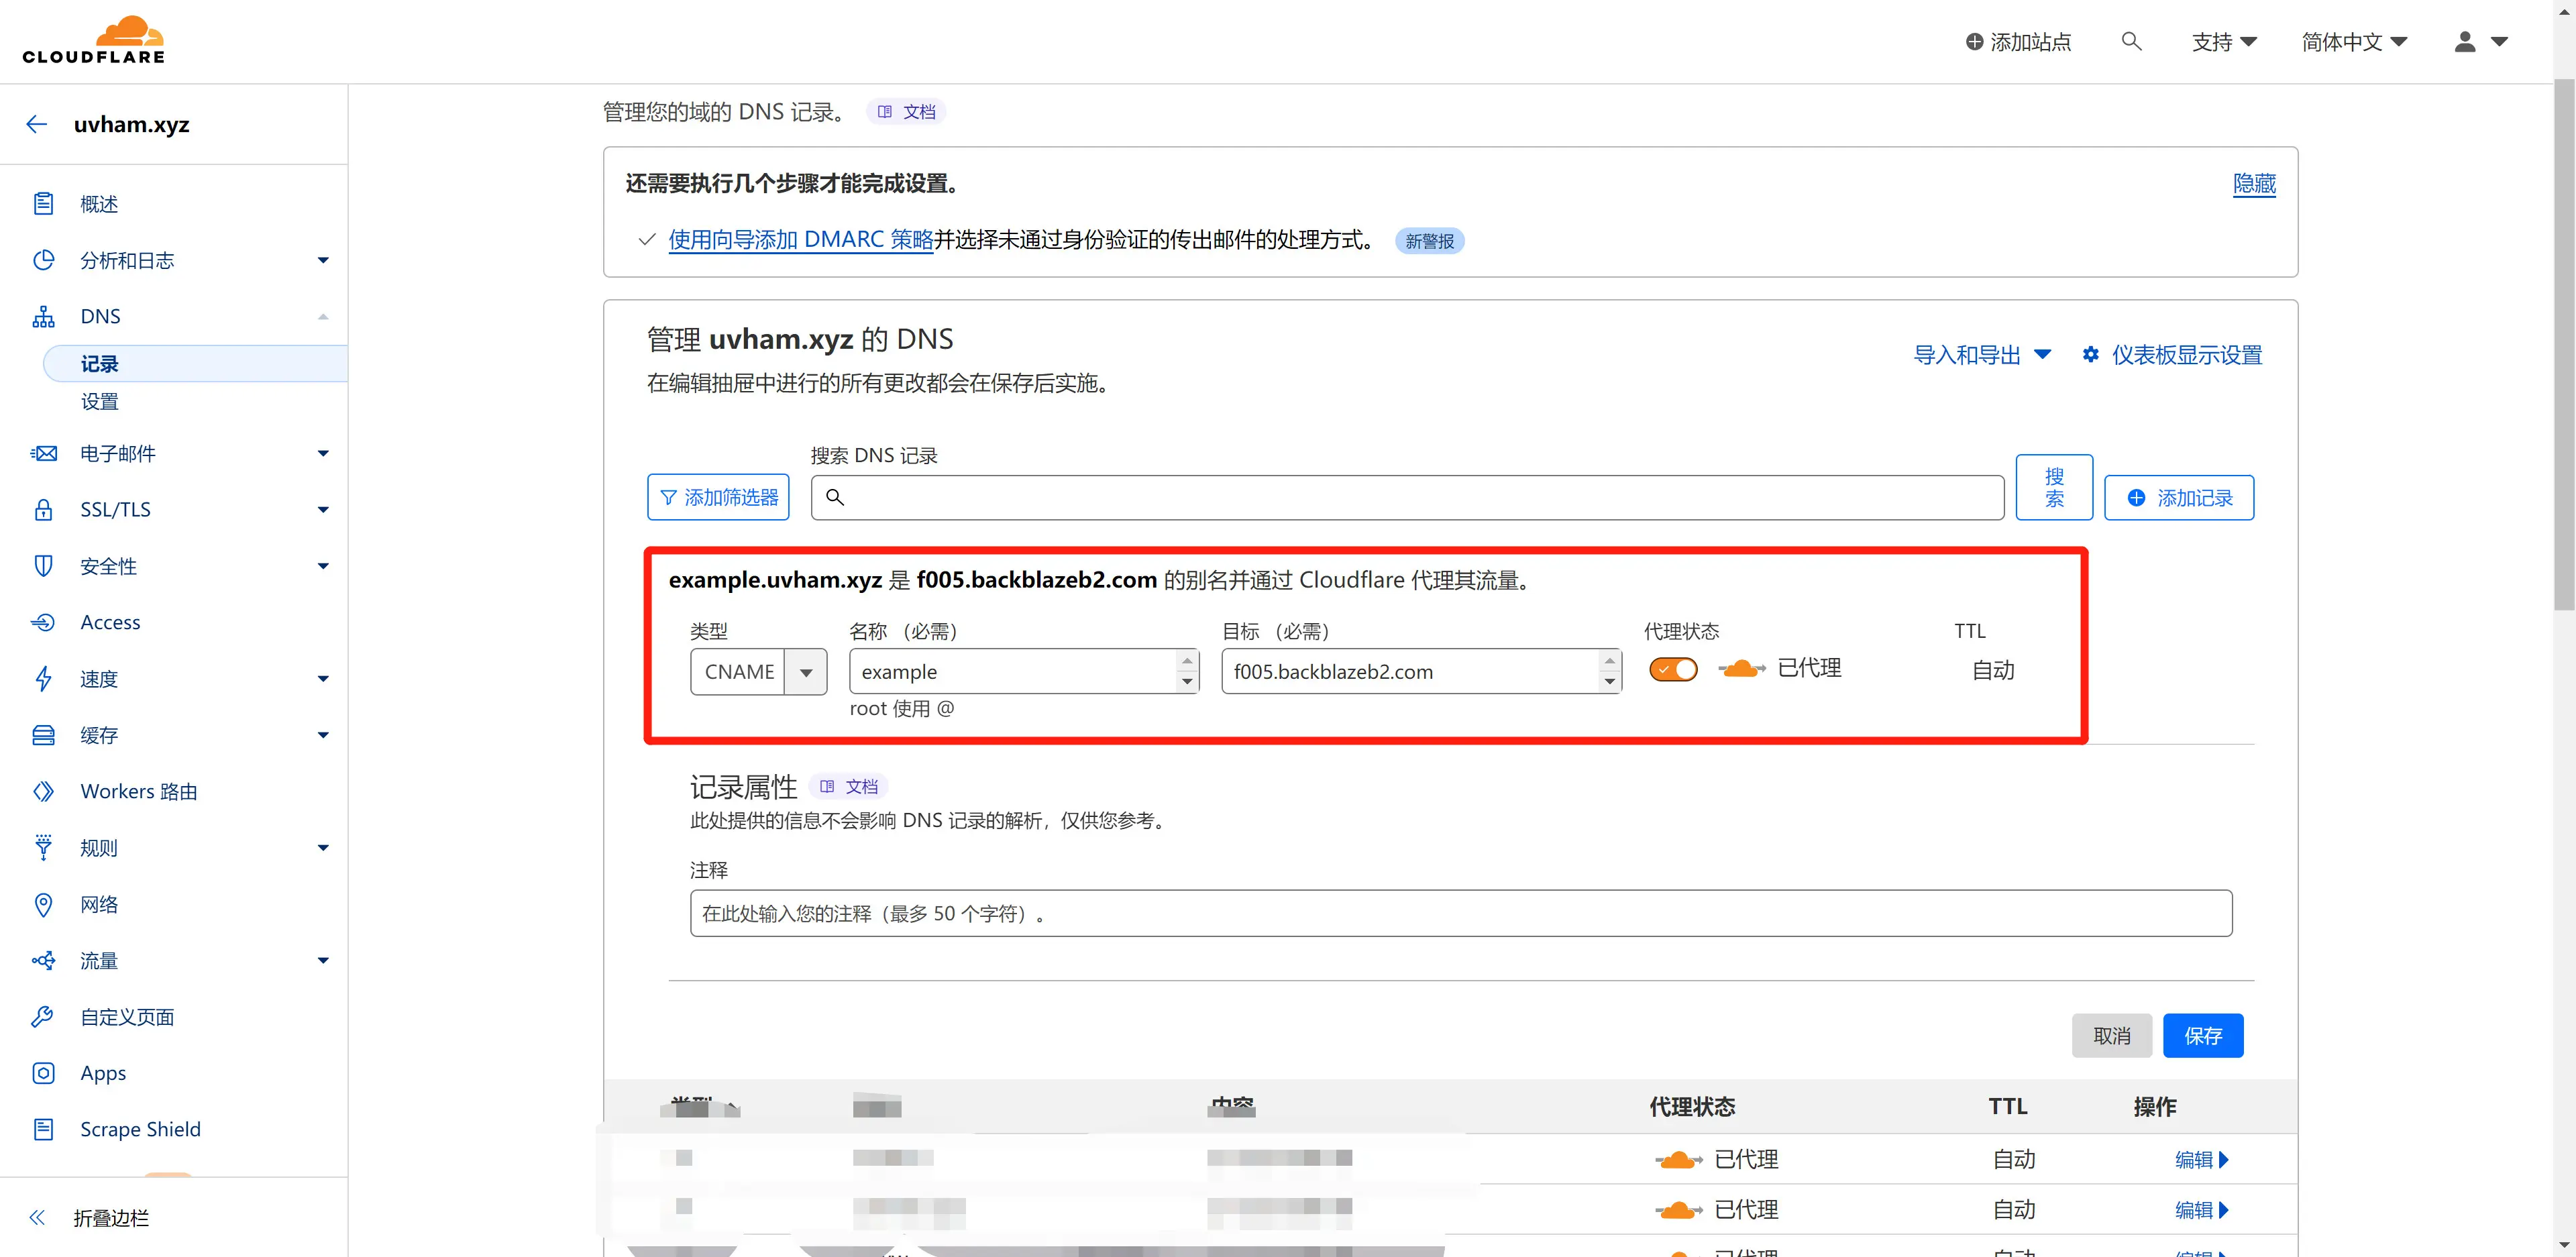 CLOUDFLARE
添加站点
支持
简体中文
uvham.xyz
概述
分析和日志
DNS
记录
设置
电子邮件
SSL/TLS
安全性
Access
速度
缓存
Workers 路由
规则
网络
流量
自定义页面
Apps
Scrape Shield
折叠边栏
管理您的域的 DNS 记录。 文档
还需要执行几个步骤才能完成设置。 隐藏
使用向导添加 DMARC 策略并选择未通过身份验证的传出邮件的处理方式。 新警报
管理 uvham.xyz 的 DNS
导入和导出 仪表板显示设置
在编辑抽屉中进行的所有更改都会在保存后实施。
搜索 DNS 记录
添加筛选器
搜
索
添加记录
example.uvham.xyz 是 f005.backblazeb2.com 的别名并通过 Cloudflare 代理其流量。
类型 名称 （必需） 目标 （必需） 代理状态 TTL
CNAME example f005.backblazeb2.com 已代理 自动
root 使用 @
记录属性 文档
此处提供的信息不会影响 DNS 记录的解析，仅供您参考。
注释
在此处输入您的注释（最多 50 个字符）。
取消 保存
类型 内容 代理状态 TTL 操作
已代理 自动 编辑
已代理 自动 编辑
已代理 自动 编辑